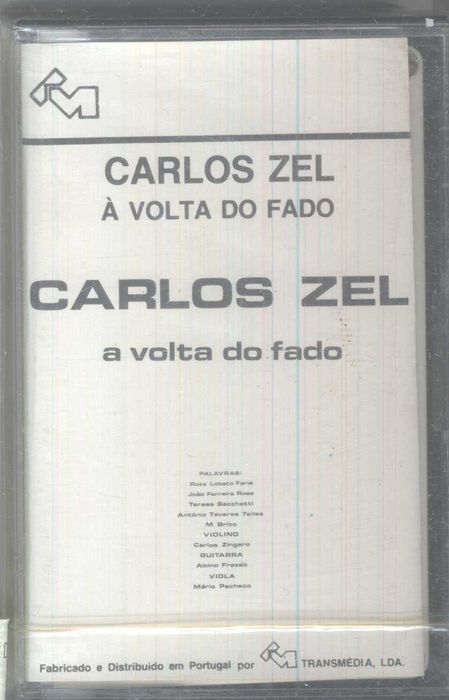 CARLOS ZEL
À VOLTA DO FADO
CARLOS ZEL
a volta do fado
PALAVRAS:
Rosa Lobato Faria
João Ferreira Rosa
Teresa Sacchetti
António Tavares Telles
M. Brito
VIOLINO
Carlos Zíngaro
GUITARRA
Alcino Frazão
VIOLA
Mário Pacheco
Fabricado e Distribuido em Portugal por TRANSMÉDIA, LDA.